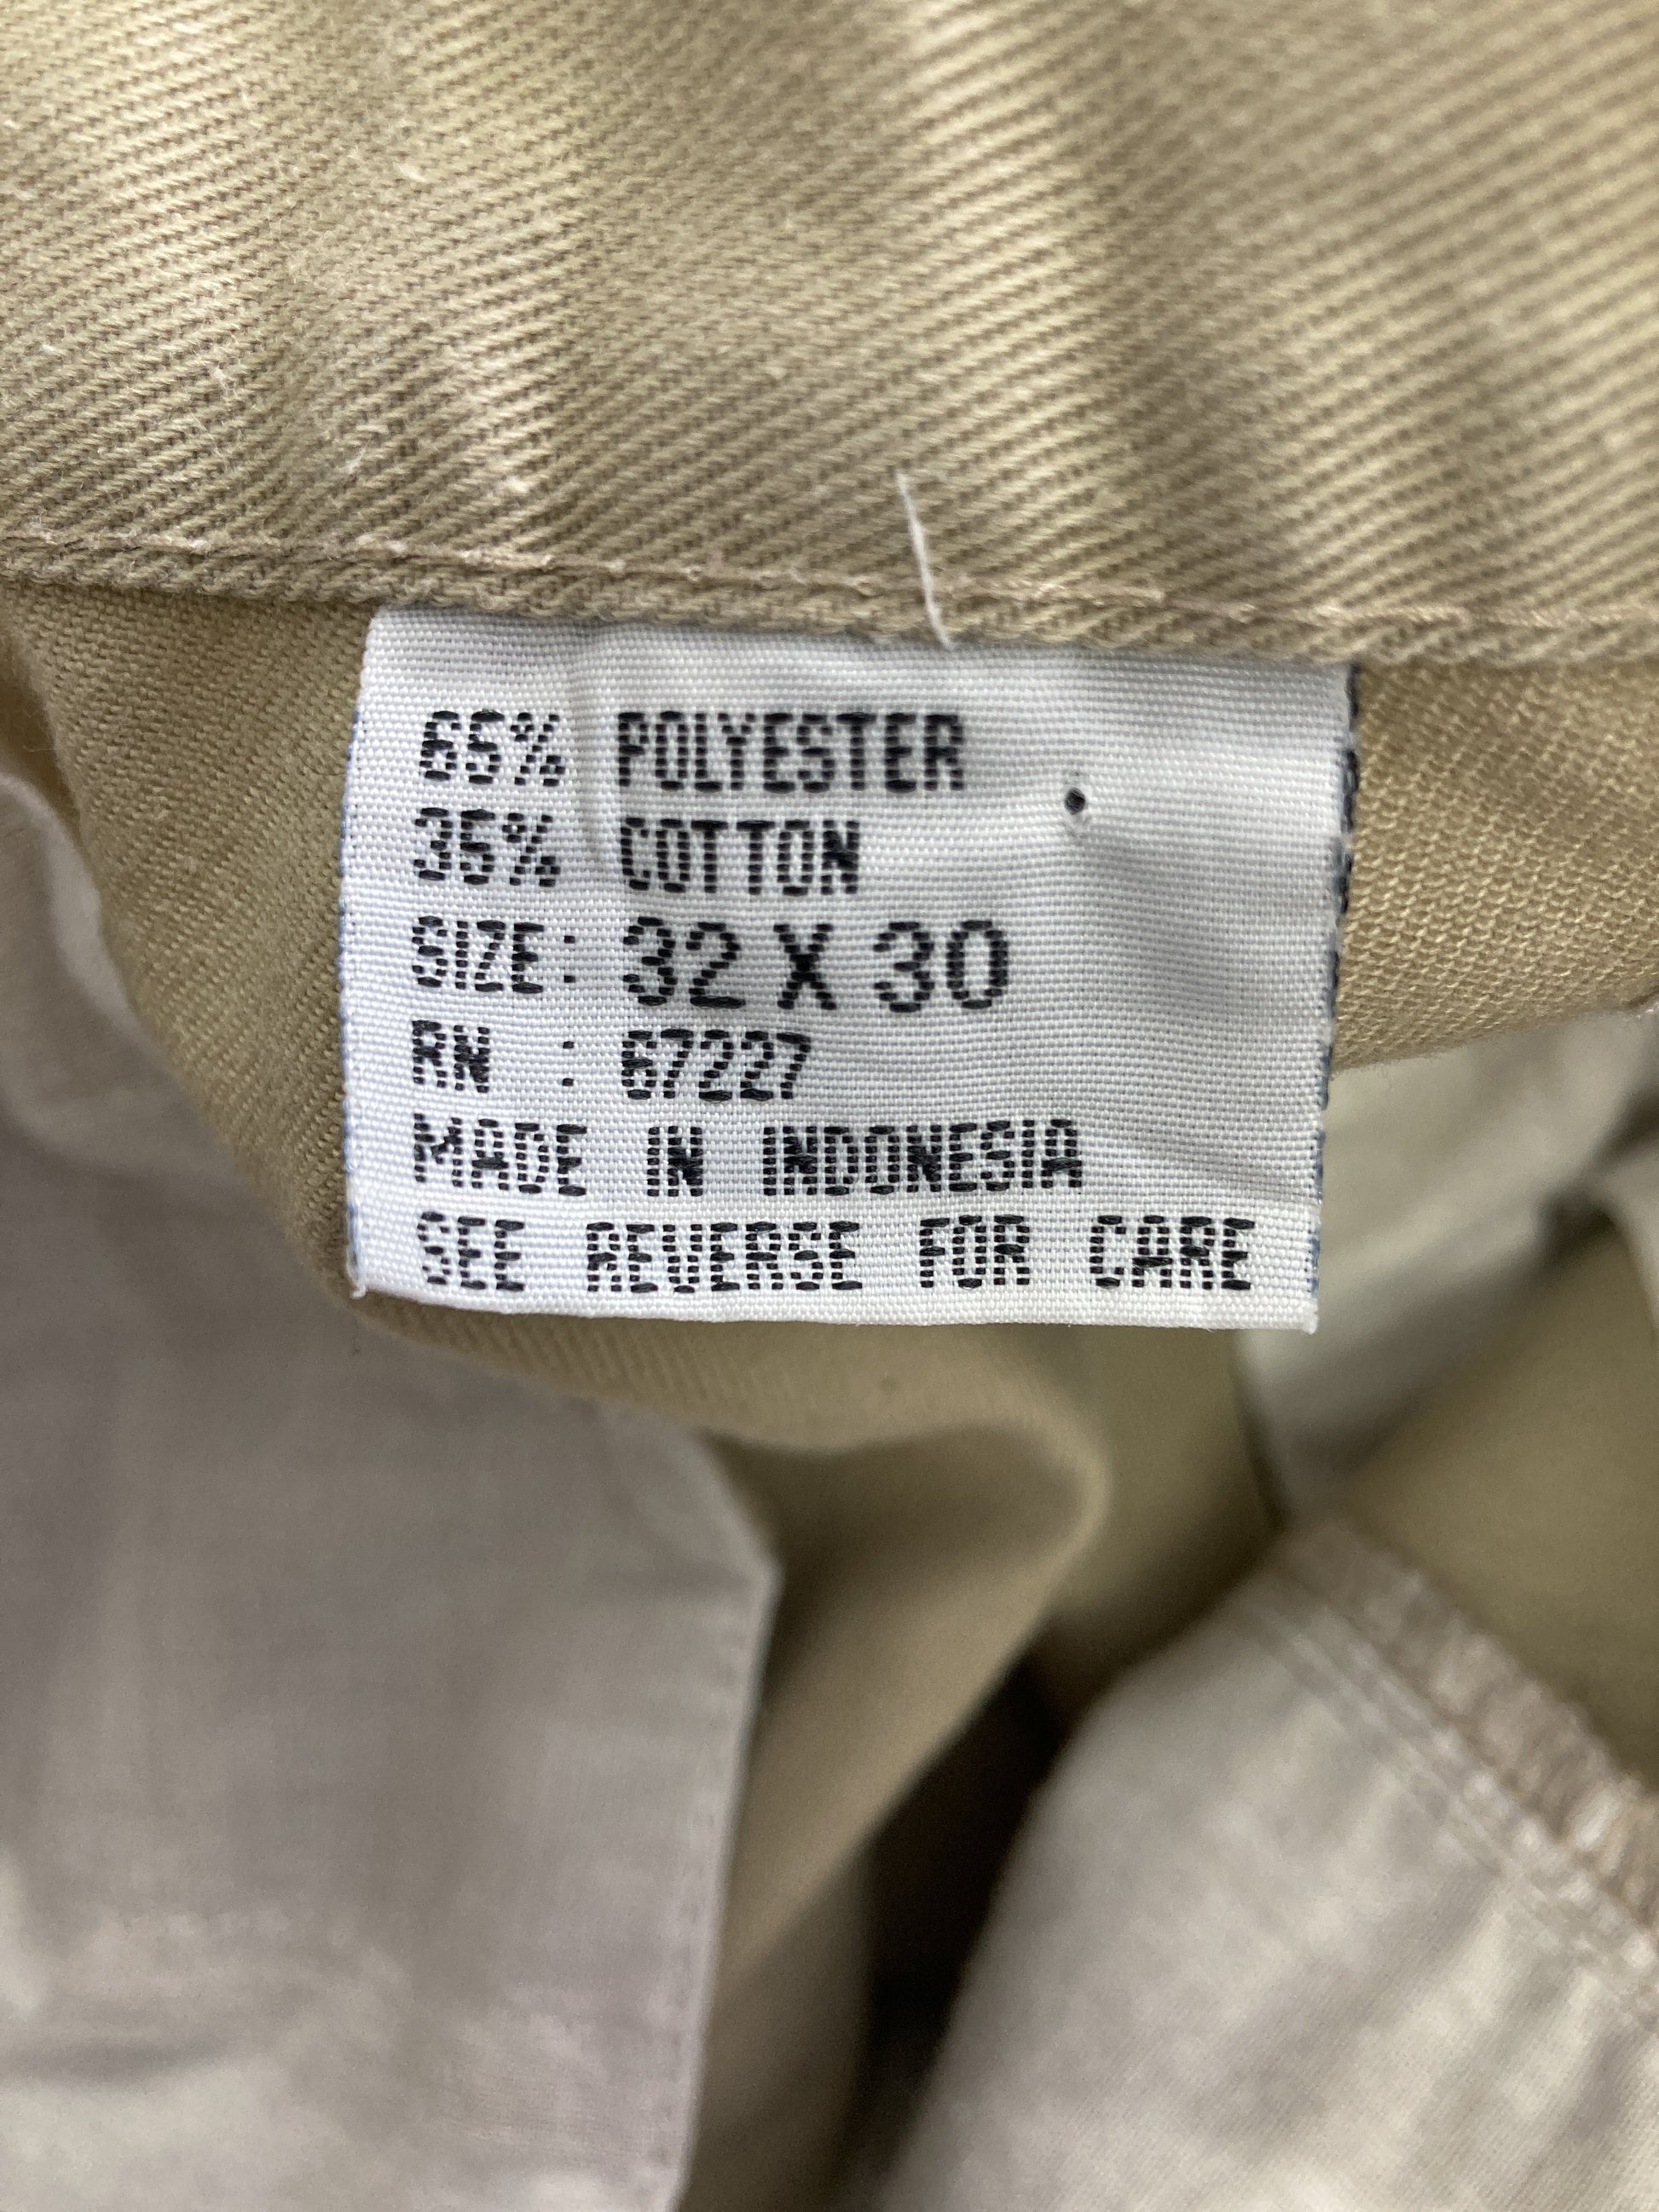 65% POLYESTER
35% COTTON
SIZE: 32 X 30
RN : 67227
MADE IN INDONESIA
SEE REVERSE FOR CARE